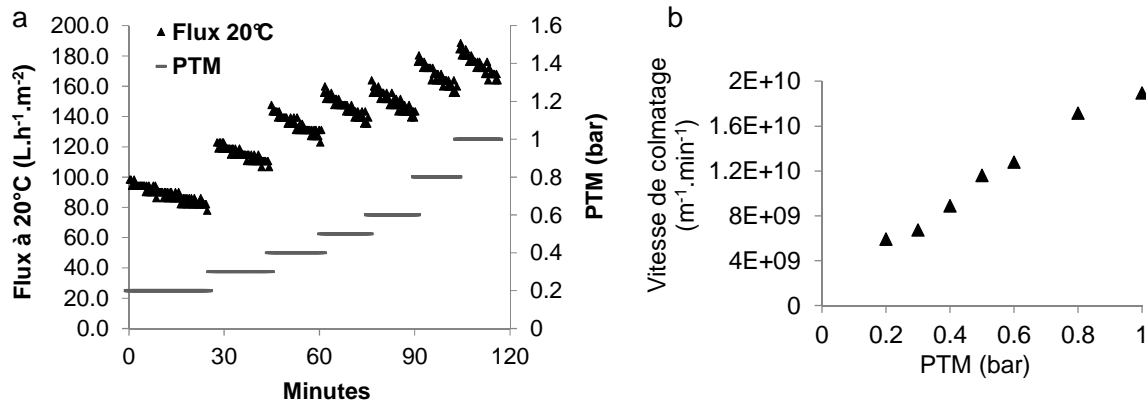 a
200.0
180.0
160.0
140.0
120.0
100.0
80.0
60.0
40.0
20.0
0.0
Flux à 20°C (L.h-1.m-2)
Flux 20°C
PTM
1.6
1.4
1.2
1
0.8
0.6
0.4
0.2
0
PTM (bar)
0 30 60 90 120
Minutes
b
Vitesse de colmatage
(m-1.min-1)
2E+10
1.6E+10
1.2E+10
8E+09
4E+09
0
0 0.2 0.4 0.6 0.8 1
PTM (bar)